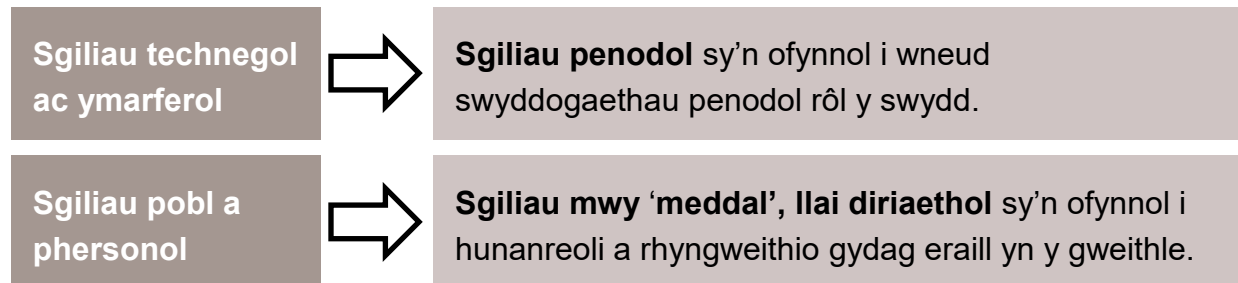 Sgiliau technegol
ac ymarferol
Sgiliau penodol sy’n ofynnol i wneud
swyddogaethau penodol rôl y swydd.
Sgiliau pobl a
phersonol
Sgiliau mwy ‘meddal’, llai diriaethol sy’n ofynnol i
hunanreoli a rhyngweithio gydag eraill yn y gweithle.